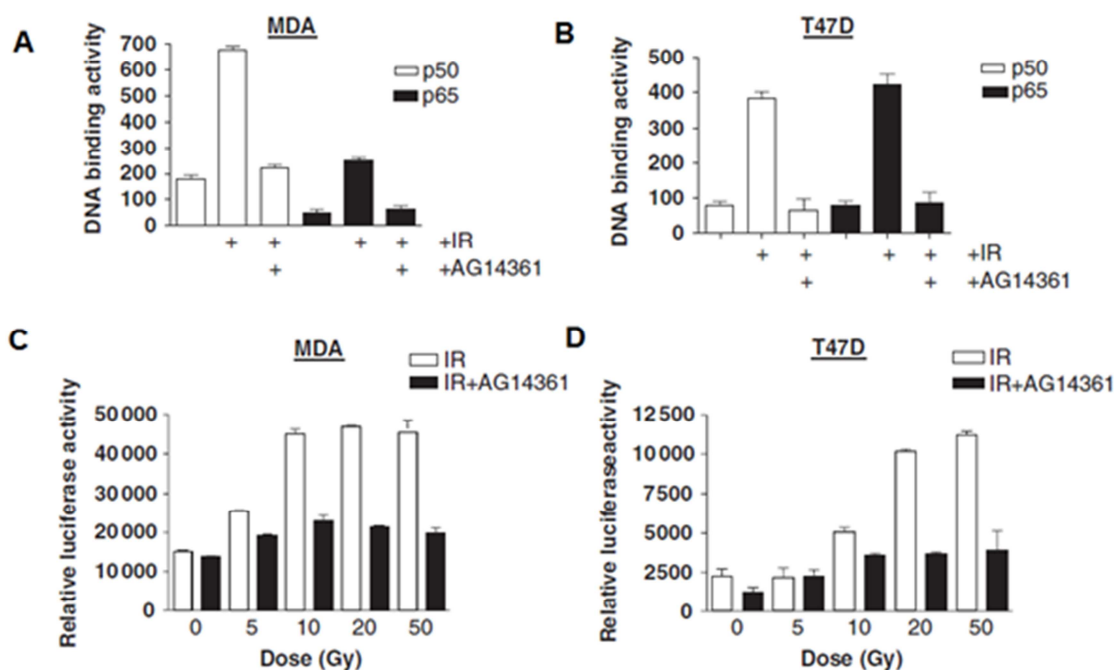 A
MDA
DNA binding activity
700
600
500
400
300
200
100
0
p50
p65
+ + + + +IR
+ + +AG14361
B
T47D
DNA binding activity
500
400
300
200
100
0
p50
p65
+ + + + +IR
+ + +AG14361
C
MDA
IR
IR+AG14361
Relative luciferase activity
50 000
40 000
30 000
20 000
10 000
0
0 5 10 20 50
Dose (Gy)
D
T47D
IR
IR+AG14361
Relative luciferaseactivity
12 500
10 000
7500
5000
2500
0
0 5 10 20 50
Dose (Gy)